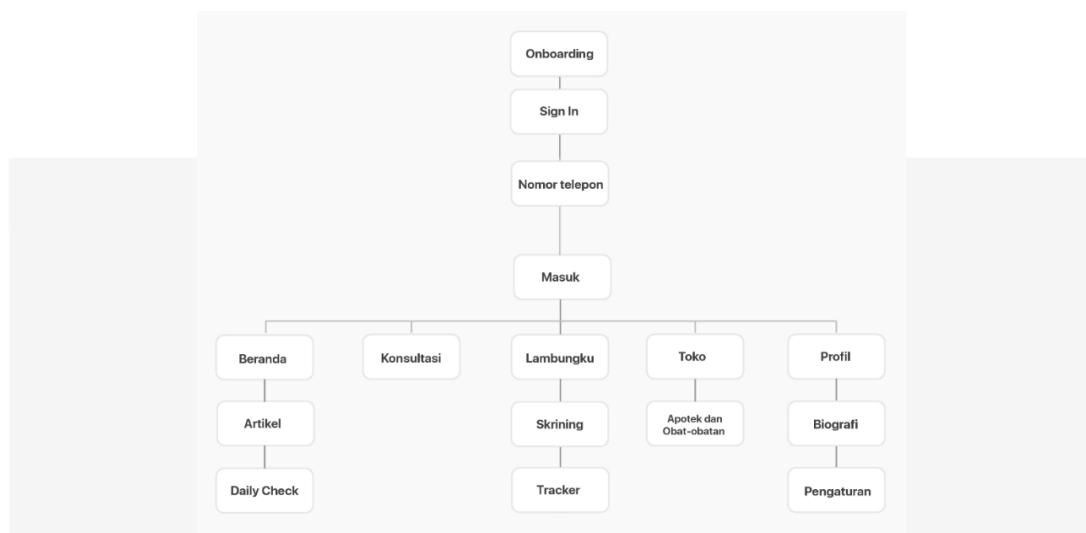 Onboarding
Sign In
Nomor telepon
Masuk
Beranda
Konsultasi
Lambungku
Toko
Profil
Artikel
Skrining
Apotek dan
Obat-obatan
Biografi
Daily Check
Tracker
Pengaturan